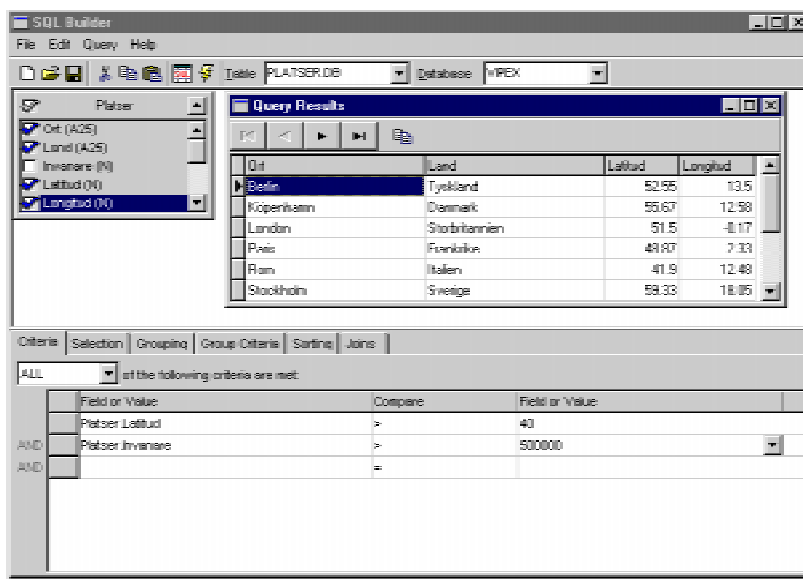 SQL Builder
File Edit Query Help
Table PLATSER.DB Database VIPEX
Platser
Ort (A25)
Land (A25)
Invanare (N)
Latitud (N)
Longitud (N)
Query Results
Ort Land Latitud Longitud
Berlin Tyskland 52.55 13.5
Köpenhamn Danmark 55.67 12.58
London Storbritannien 51.5 -0.17
Paris Frankrike 48.87 2.33
Rom Italien 41.9 12.48
Stockholm Sverige 59.33 18.05
Criteria Selection Grouping Group Criteria Sorting Joins
ALL of the following criteria are met:
Field or Value Compare Field or Value
Platser.Latitud > 40
AND Platser.Invanare > 500000
AND =